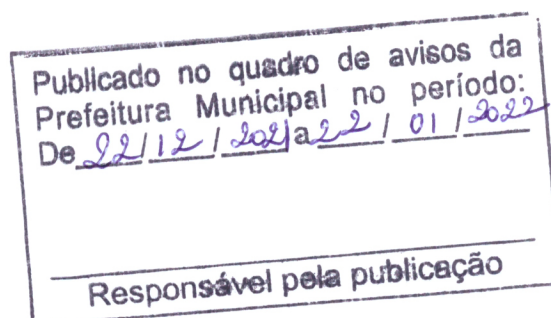 Publicado no quadro de avisos da
Prefeitura Municipal no período:
De 22/12/2021 a 22/01/2022
Responsável pela publicação